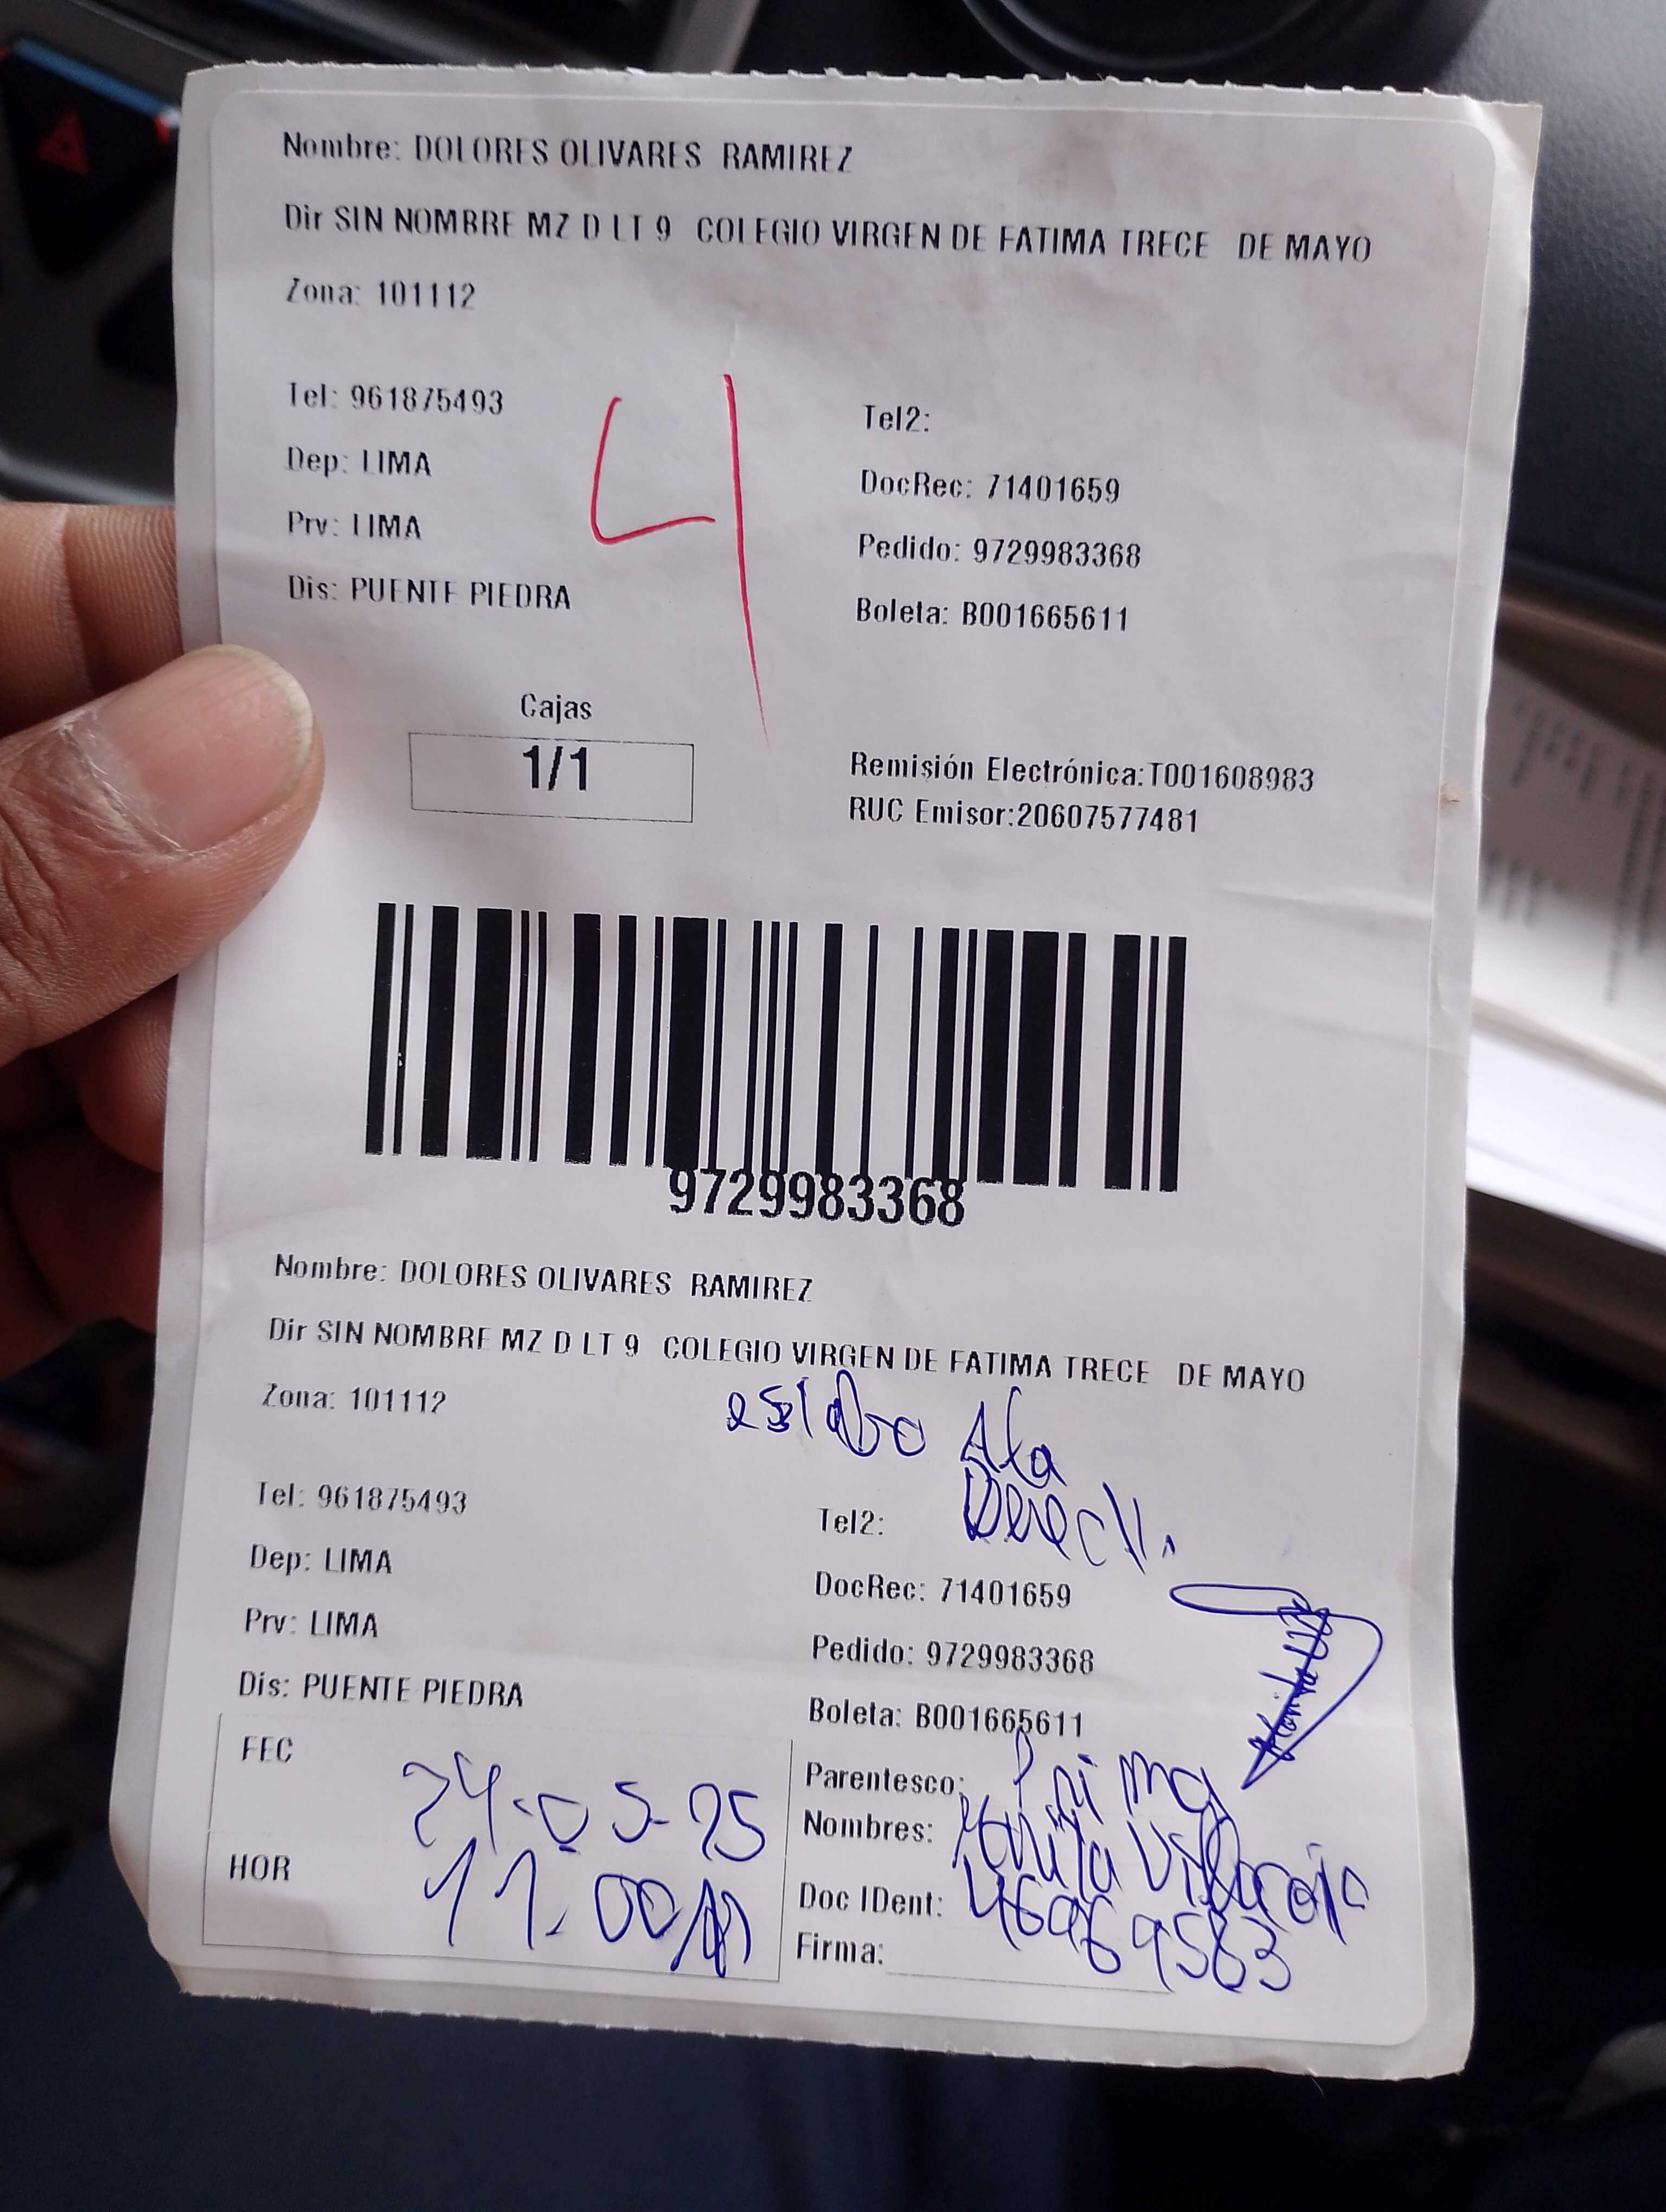 Nombre: DOLORES OLIVARES RAMIREZ
Dir SIN NOMBRE MZ D LT 9 COLEGIO VIRGEN DE FATIMA TRECE DE MAYO
Zona: 101112
4
Tel: 961875493
Tel2:
Dep: LIMA
DocRec: 71401659
Prv: LIMA
Pedido: 9729983368
Dis: PUENTE PIEDRA
Boleta: B001665611
Cajas
1/1
Remisión Electrónica:T001608983
RUC Emisor:20607577481
9729983368
Nombre: DOLORES OLIVARES RAMIREZ
Dir SIN NOMBRE MZ D LT 9 COLEGIO VIRGEN DE FATIMA TRECE DE MAYO
Zona: 101112
Tel: 961875493
Tel2:
Dep: LIMA
DocRec: 71401659
Prv: LIMA
Pedido: 9729983368
Dis: PUENTE PIEDRA
Boleta: B001665611
FEC 24-05-25
Parentesco: Prima
Nombres:
HOR 11:00
Doc IDent: 46969583
Firma: